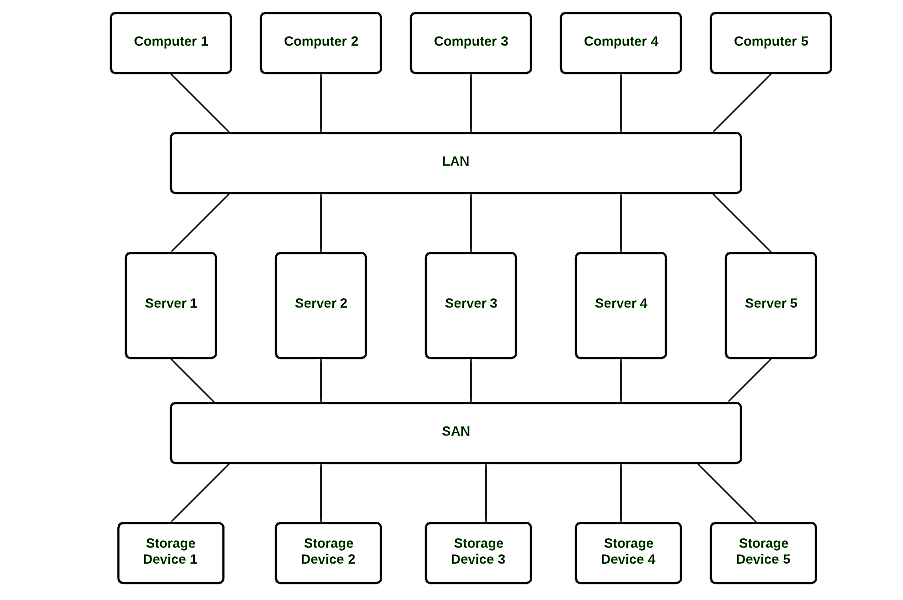 Computer 1
Computer 2
Computer 3
Computer 4
Computer 5
LAN
Server 1
Server 2
Server 3
Server 4
Server 5
SAN
Storage
Device 1
Storage
Device 2
Storage
Device 3
Storage
Device 4
Storage
Device 5